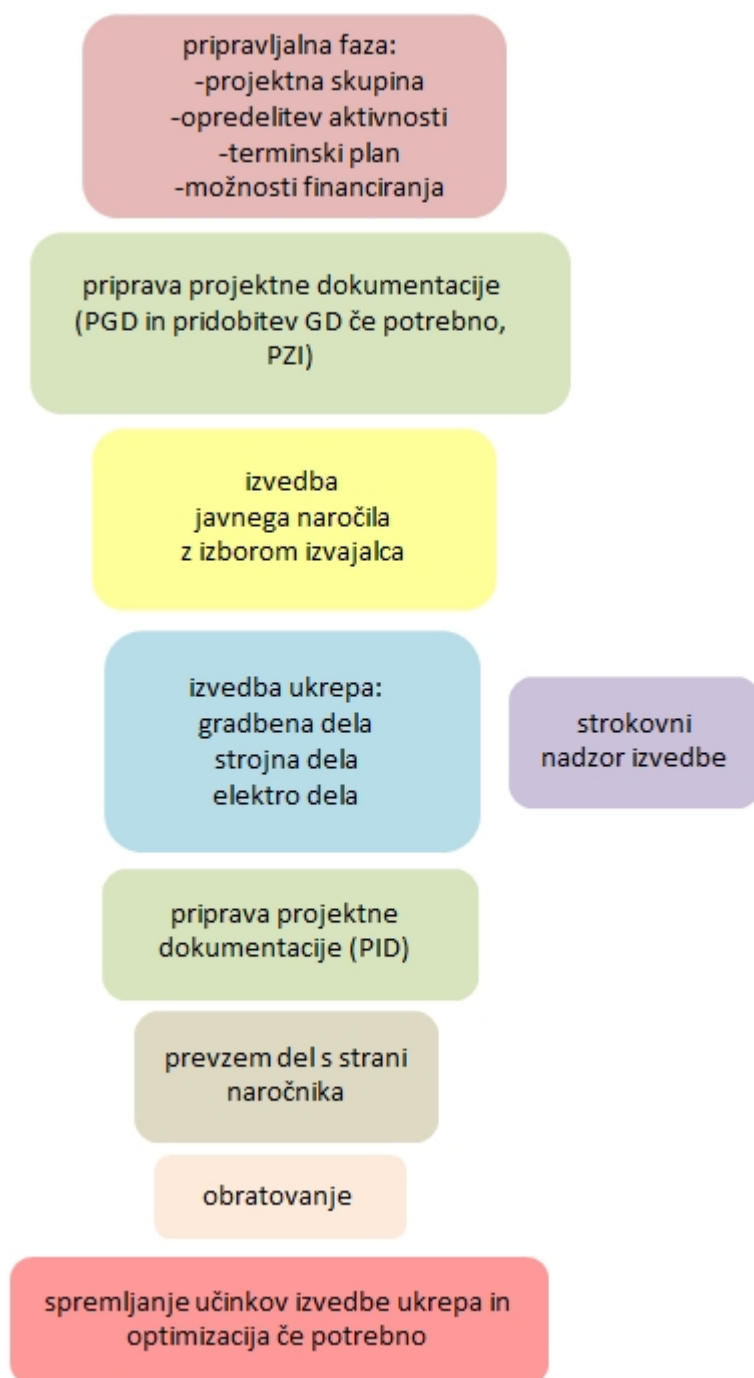 pripravljalna faza:
-projektna skupina
-opredelitev aktivnosti
-terminski plan
-možnosti financiranja
priprava projektne dokumentacije
(PGD in pridobitev GD če potrebno,
PZI)
izvedba
javnega naročila
z izborom izvajalca
izvedba ukrepa:
gradbena dela
strojna dela
elektro dela
strokovni
nadzor izvedbe
priprava projektne
dokumentacije (PID)
prevzem del s strani
naročnika
obratovanje
spremljanje učinkov izvedbe ukrepa in
optimizacija če potrebno